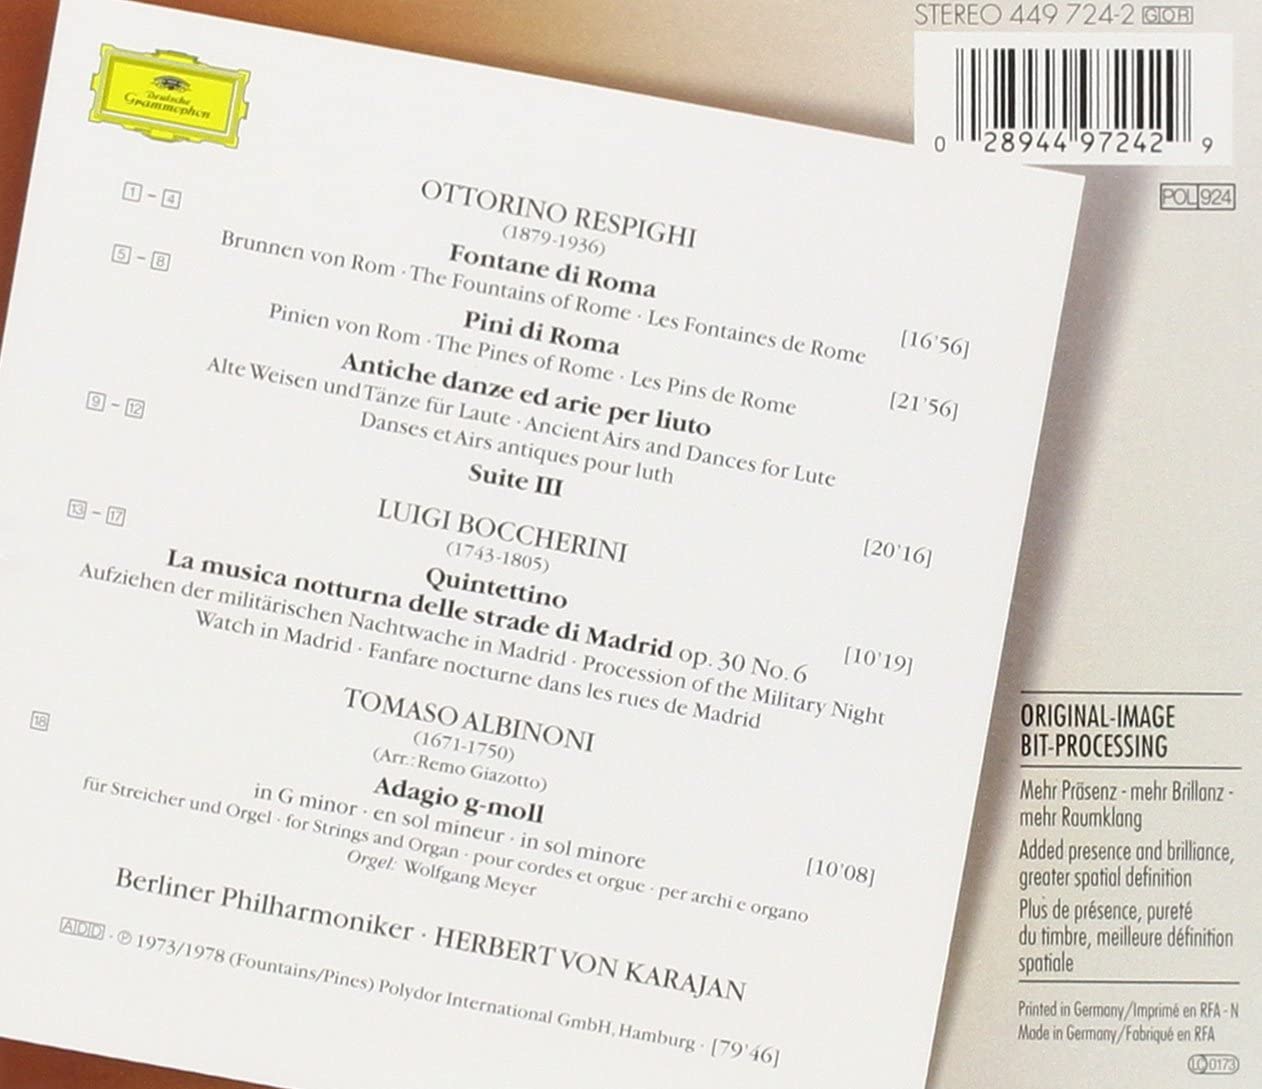 STEREO 449 724-2 GOR
0 28944 97242 9
POL 924
Deutsche
Grammophon
1 - 4
OTTORINO RESPIGHI
(1879-1936)
Fontane di Roma
Brunnen von Rom · The Fountains of Rome · Les Fontaines de Rome [16'56]
5 - 8
Pini di Roma
Pinien von Rom · The Pines of Rome · Les Pins de Rome [21'56]
9 - 12
Antiche danze ed arie per liuto
Alte Weisen und Tänze für Laute · Ancient Airs and Dances for Lute
Danses et Airs antiques pour luth
Suite III [20'16]
13 - 17
LUIGI BOCCHERINI
(1743-1805)
Quintettino
La musica notturna delle strade di Madrid op. 30 No. 6 [10'19]
Aufziehen der militärischen Nachtwache in Madrid · Procession of the Military Night
Watch in Madrid · Fanfare nocturne dans les rues de Madrid
18
TOMASO ALBINONI
(1671-1750)
(Arr.: Remo Giazotto)
Adagio g-moll
in G minor · en sol mineur · in sol minore [10'08]
für Streicher und Orgel · for Strings and Organ · pour cordes et orgue · per archi e organo
Orgel: Wolfgang Meyer
Berliner Philharmoniker · HERBERT VON KARAJAN
ADD · ℗ 1973/1978 (Fountains/Pines) Polydor International GmbH, Hamburg · [79'46]
ORIGINAL-IMAGE
BIT-PROCESSING
Mehr Präsenz - mehr Brillanz -
mehr Raumklang
Added presence and brilliance,
greater spatial definition
Plus de présence, pureté
du timbre, meilleure définition
spatiale
Printed in Germany/Imprimé en RFA - N
Made in Germany/Fabriqué en RFA
LC 0173